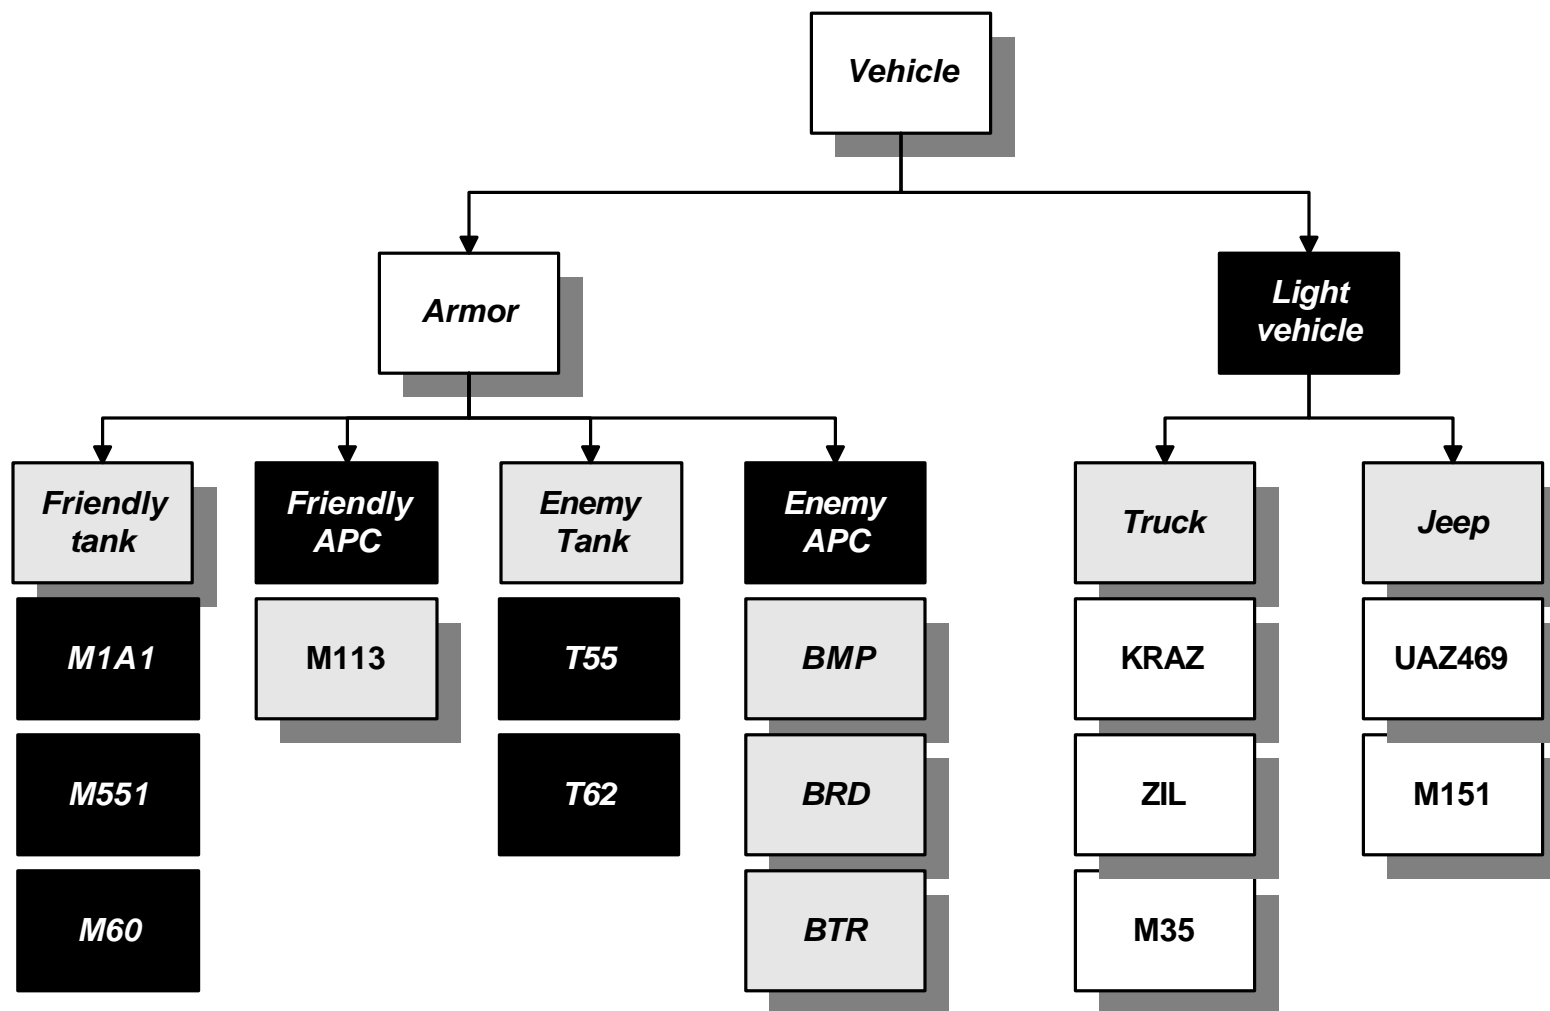 Vehicle
Armor
Light
vehicle
Friendly
tank
Friendly
APC
Enemy
Tank
Enemy
APC
Truck
Jeep
M1A1
M113
T55
BMP
KRAZ
UAZ469
M551
T62
BRD
ZIL
M151
M60
BTR
M35